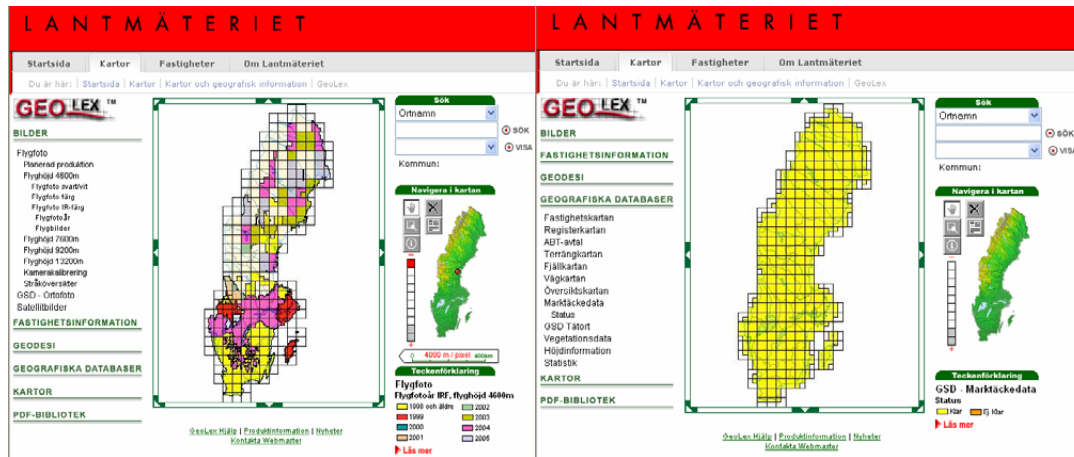 LANTMÄTERIET
Startsida Kartor Fastigheter Om Lantmäteriet
Du är här: | Startsida | Kartor | Kartor och geografisk information | GeoLex
GEOLEX ™
BILDER
Flygfoto
Planerad produktion
Flyghöjd 4600m
Flygfoto svart/vit
Flygfoto färg
Flygfoto IR-färg
Flygfotoår
Flygbilder
Flyghöjd 7600m
Flyghöjd 9200m
Flyghöjd 13200m
Kamerakalibrering
Stråköversikter
GSD - Ortofoto
Satellitbilder
FASTIGHETSINFORMATION
GEODESI
GEOGRAFISKA DATABASER
KARTOR
PDF-BIBLIOTEK
Sök
Ortnamn
SÖK
VISA
Kommun:
Navigera i kartan
0 4000 m / pixel 400km
Teckenförklaring
Flygfoto
Flygfotoår IRF, flyghöjd 4600m
1998 och äldre 2002
1999 2003
2000 2004
2001 2005
Läs mer
GeoLex Hjälp | Produktinformation | Nyheter
Kontakta Webmaster
LANTMÄTERIET
Startsida Kartor Fastigheter Om Lantmäteriet
Du är här: | Startsida | Kartor | Kartor och geografisk information | GeoLex
GEOLEX ™
BILDER
FASTIGHETSINFORMATION
GEODESI
GEOGRAFISKA DATABASER
Fastighetskartan
Registerkartan
ABT-avtal
Terrängkartan
Fjällkartan
Vägkartan
Översiktskartan
Marktäckedata
Status
GSD Tätort
Vegetationsdata
Höjdinformation
Statistik
KARTOR
PDF-BIBLIOTEK
Sök
Ortnamn
SÖK
VISA
Kommun:
Navigera i kartan
Teckenförklaring
GSD - Marktäckedata
Status
Klar Ej Klar
Läs mer
GeoLex Hjälp | Produktinformation | Nyheter
Kontakta Webmaster